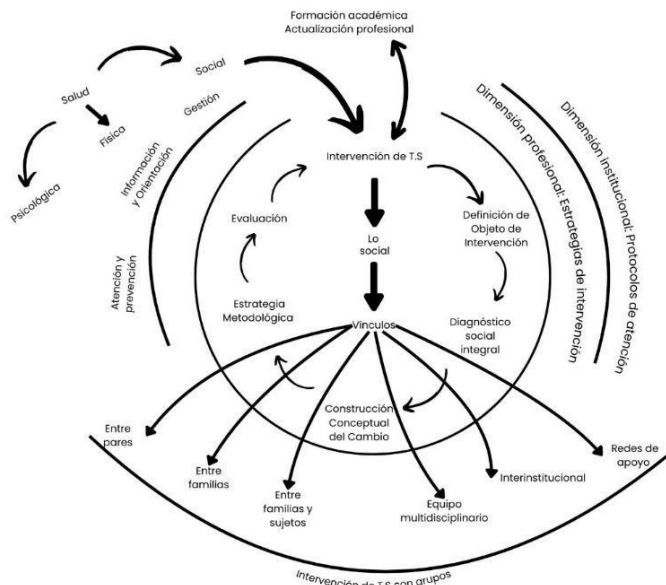 Formación académica
Actualización profesional
Social
Salud
Física
Psicológica
Gestión
Información
y Orientación
Atención y
prevención
Dimensión profesional: Estrategias de intervención
Dimensión institucional: Protocolos de atención
Intervención de T.S
Evaluación
Definición de
Objeto de
Intervención
Lo
social
Estrategia
Metodológica
Vínculos
Diagnóstico
social
integral
Construcción
Conceptual
del Cambio
Entre
pares
Entre
familias
Entre
familias y
sujetos
Equipo
multidisciplinario
Interinstitucional
Redes de
apoyo
Intervención de T.S con grupos